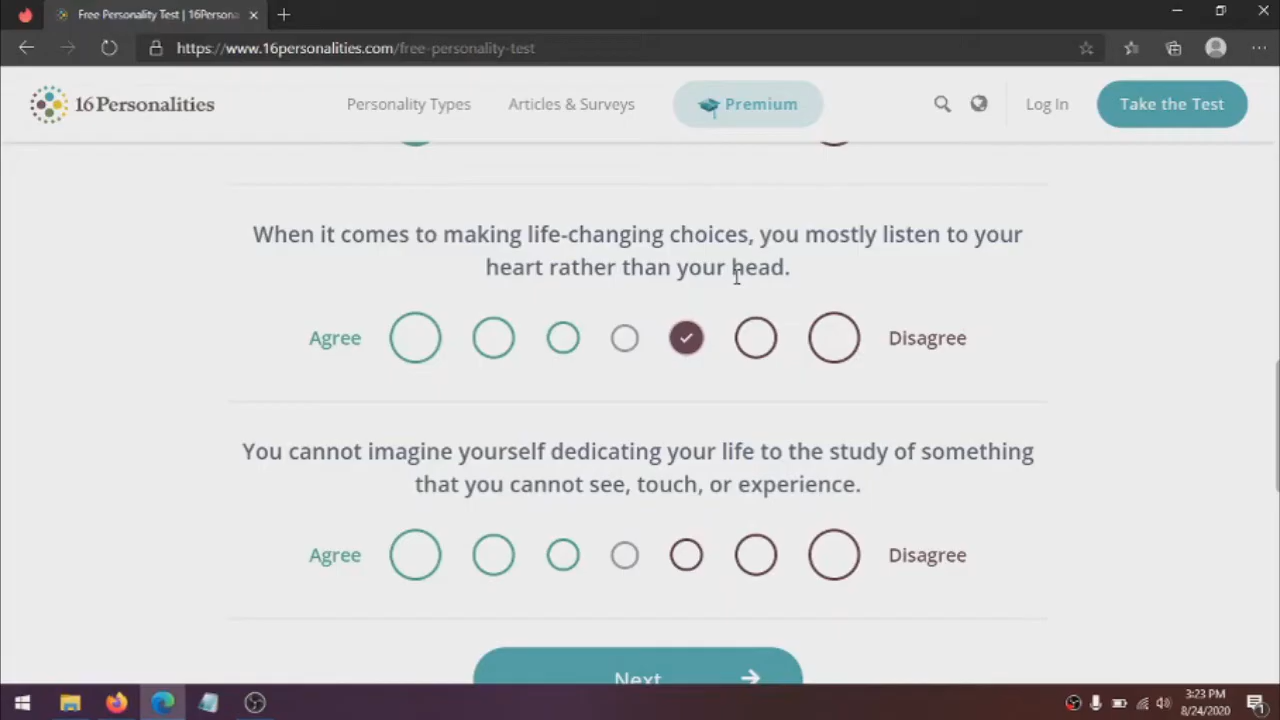 Free Personality Test | 16Persona
https://www.16personalities.com/free-personality-test
16Personalities
Personality Types
Articles & Surveys
Premium
Log In
Take the Test
When it comes to making life-changing choices, you mostly listen to your
heart rather than your head.
Agree
Disagree
You cannot imagine yourself dedicating your life to the study of something
that you cannot see, touch, or experience.
Agree
Disagree
Next
3:23 PM
8/24/2020
1